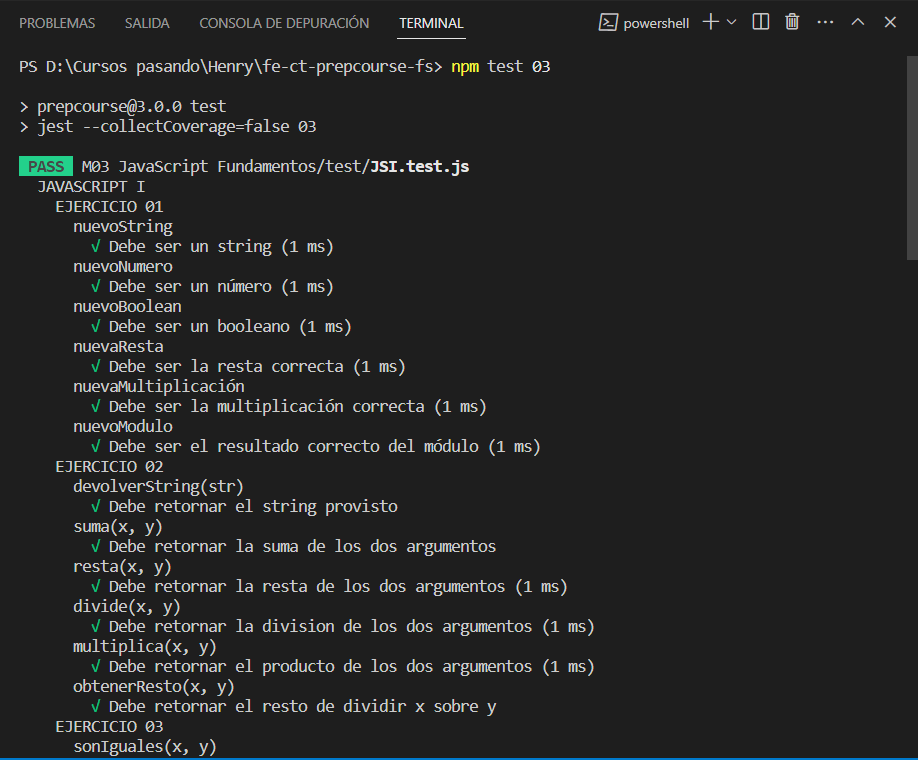 PROBLEMAS SALIDA CONSOLA DE DEPURACIÓN TERMINAL powershell
PS D:\Cursos pasando\Henry\fe-ct-prepcourse-fs> npm test 03
> prepcourse@3.0.0 test
> jest --collectCoverage=false 03
PASS M03 JavaScript Fundamentos/test/JSI.test.js
JAVASCRIPT I
EJERCICIO 01
nuevoString
√ Debe ser un string (1 ms)
nuevoNumero
√ Debe ser un número (1 ms)
nuevoBoolean
√ Debe ser un booleano (1 ms)
nuevaResta
√ Debe ser la resta correcta (1 ms)
nuevaMultiplicación
√ Debe ser la multiplicación correcta (1 ms)
nuevoModulo
√ Debe ser el resultado correcto del módulo (1 ms)
EJERCICIO 02
devolverString(str)
√ Debe retornar el string provisto
suma(x, y)
√ Debe retornar la suma de los dos argumentos
resta(x, y)
√ Debe retornar la resta de los dos argumentos (1 ms)
divide(x, y)
√ Debe retornar la division de los dos argumentos (1 ms)
multiplica(x, y)
√ Debe retornar el producto de los dos argumentos (1 ms)
obtenerResto(x, y)
√ Debe retornar el resto de dividir x sobre y
EJERCICIO 03
sonIguales(x, y)